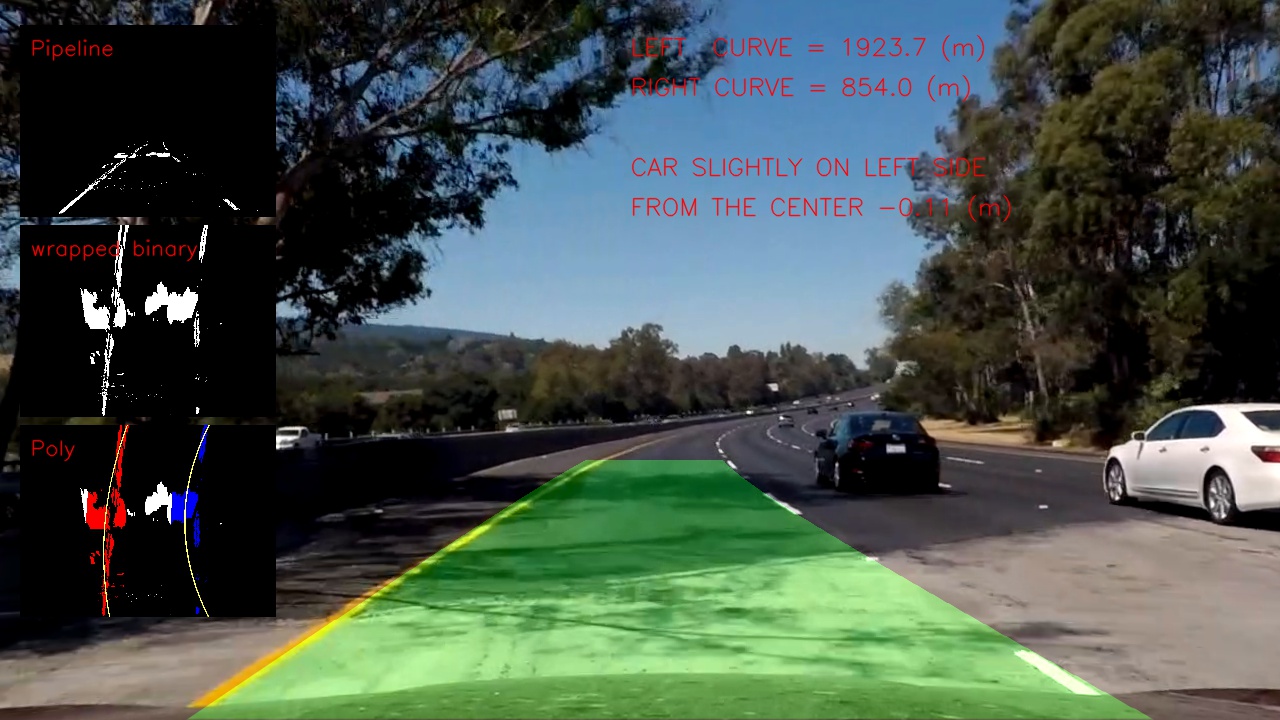 Pipeline
LEFT CURVE = 1923.7 (m)
RIGHT CURVE = 854.0 (m)
CAR SLIGHTLY ON LEFT SIDE
FROM THE CENTER -0.11 (m)
wrapped binary
Poly